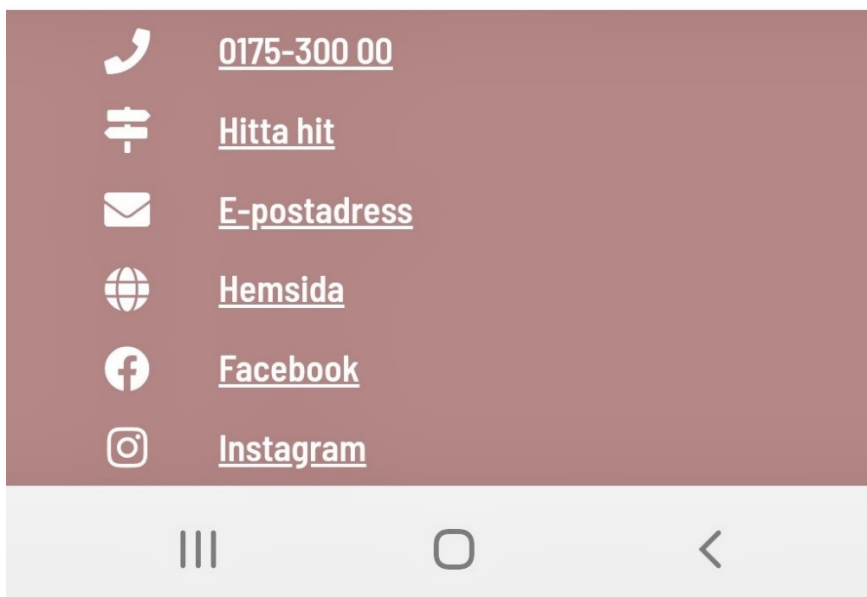 0175-300 00
Hitta hit
E-postadress
Hemsida
Facebook
Instagram